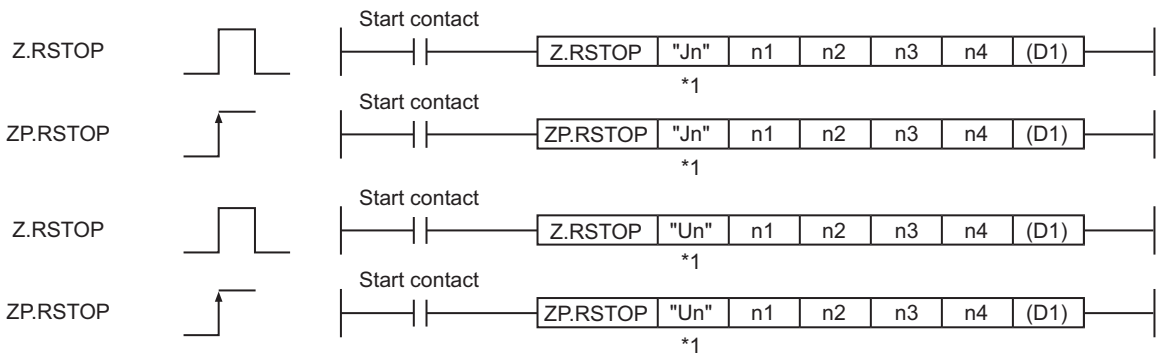 Start contact
Z.RSTOP Z.RSTOP "Jn" n1 n2 n3 n4 (D1)
*1
Start contact
ZP.RSTOP ZP.RSTOP "Jn" n1 n2 n3 n4 (D1)
*1
Start contact
Z.RSTOP Z.RSTOP "Un" n1 n2 n3 n4 (D1)
*1
Start contact
ZP.RSTOP ZP.RSTOP "Un" n1 n2 n3 n4 (D1)
*1